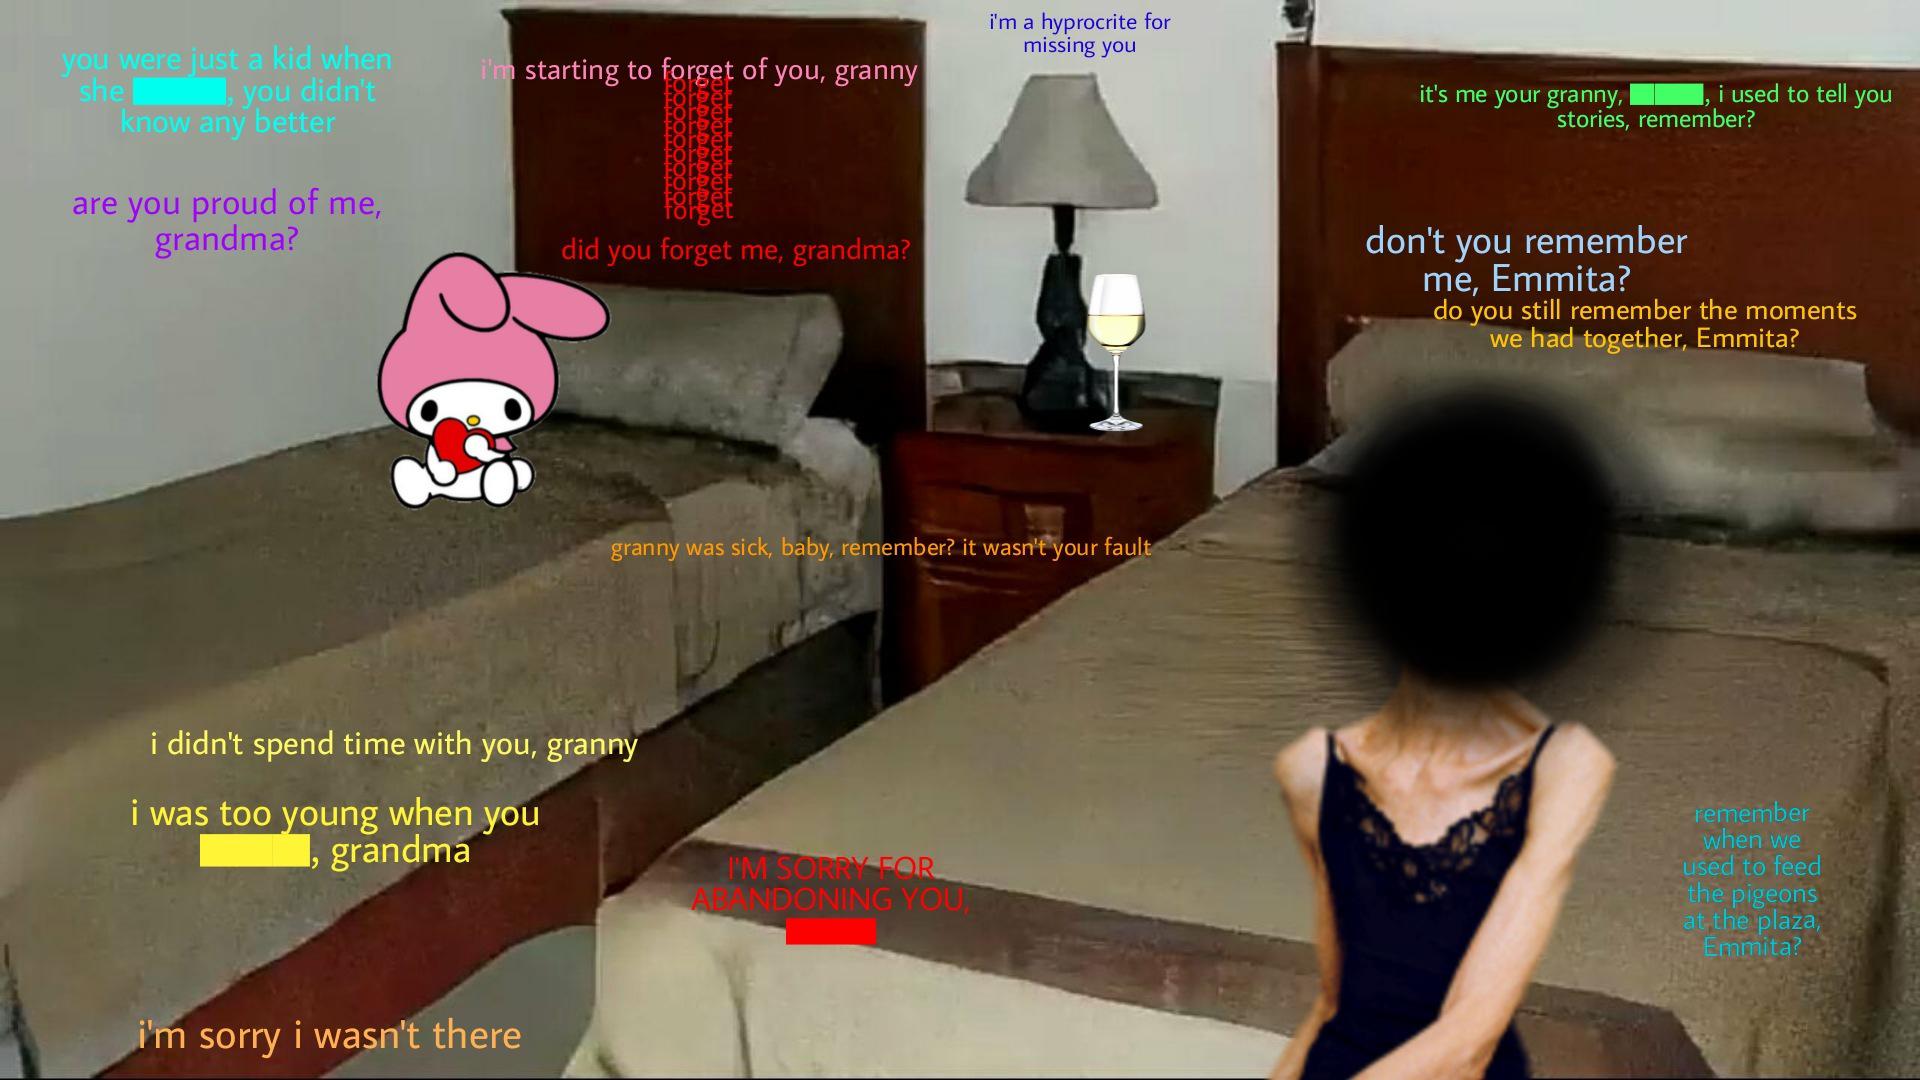 you were just a kid when
she █████, you didn't
know any better
are you proud of me,
grandma?
i'm starting to forget of you, granny
forget
forget
forget
forget
forget
forget
forget
forget
forget
forget
did you forget me, grandma?
i'm a hyprocrite for
missing you
it's me your granny, ████, i used to tell you
stories, remember?
don't you remember
me, Emmita?
do you still remember the moments
we had together, Emmita?
granny was sick, baby, remember? it wasn't your fault
i didn't spend time with you, granny
i was too young when you
█████, grandma
I'M SORRY FOR
ABANDONING YOU,
█████
remember
when we
used to feed
the pigeons
at the plaza,
Emmita?
i'm sorry i wasn't there